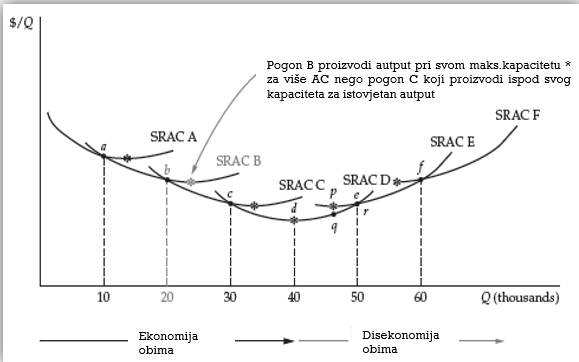 $/Q
Pogon B proizvodi autput pri svom maks.kapacitetu *
za više AC nego pogon C koji proizvodi ispod svog
kapaciteta za istovjetan autput
SRAC F
SRAC A
SRAC E
a
SRAC B
f
b
SRAC C
SRAC D
p
e
c
d
r
q
10
20
30
40
50
60
Q (thousands)
Ekonomija
obima
Disekonomija
obima